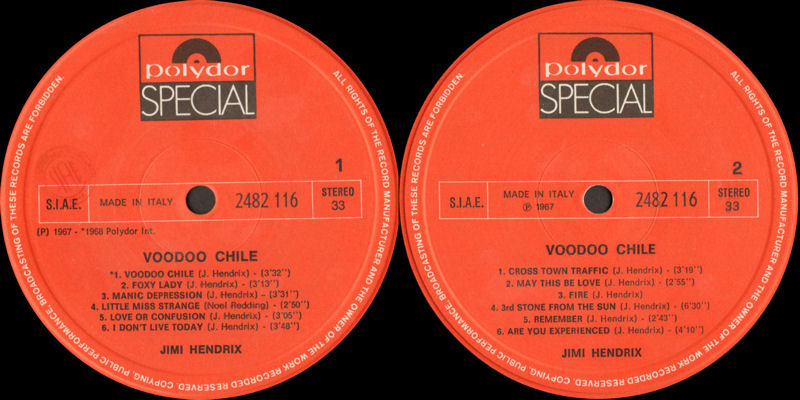 polydor
SPECIAL
1
S.I.A.E. MADE IN ITALY 2482 116 STEREO 33
(P) 1967 - *1968 Polydor Int.
VOODOO CHILE
*1. VOODOO CHILE (J. Hendrix) - (3'32'')
2. FOXY LADY (J. Hendrix) - (3'13'')
3. MANIC DEPRESSION (J. Hendrix) - (3'31'')
4. LITTLE MISS STRANGE (Noel Redding) - (2'50'')
5. LOVE OR CONFUSION (J. Hendrix) - (3'05'')
6. I DON'T LIVE TODAY (J. Hendrix) - (3'48'')
JIMI HENDRIX
ALL RIGHTS OF THE RECORD MANUFACTURER AND THE OWNER OF THE WORK RECORDED RESERVED. COPYING, PUBLIC PERFORMANCE BROADCASTING OF THESE RECORDS ARE FORBIDDEN.
polydor
SPECIAL
2
S.I.A.E. MADE IN ITALY 2482 116 STEREO 33
℗ 1967
VOODOO CHILE
1. CROSS TOWN TRAFFIC (J. Hendrix) - (3'19'')
2. MAY THIS BE LOVE (J. Hendrix) - (2'55'')
3. FIRE (J. Hendrix)
4. 3rd STONE FROM THE SUN (J. Hendrix) - (6'30'')
5. REMEMBER (J. Hendrix) - (2'43'')
6. ARE YOU EXPERIENCED (J. Hendrix) - (4'10'')
JIMI HENDRIX
ALL RIGHTS OF THE RECORD MANUFACTURER AND THE OWNER OF THE WORK RECORDED RESERVED. COPYING, PUBLIC PERFORMANCE BROADCASTING OF THESE RECORDS ARE FORBIDDEN.